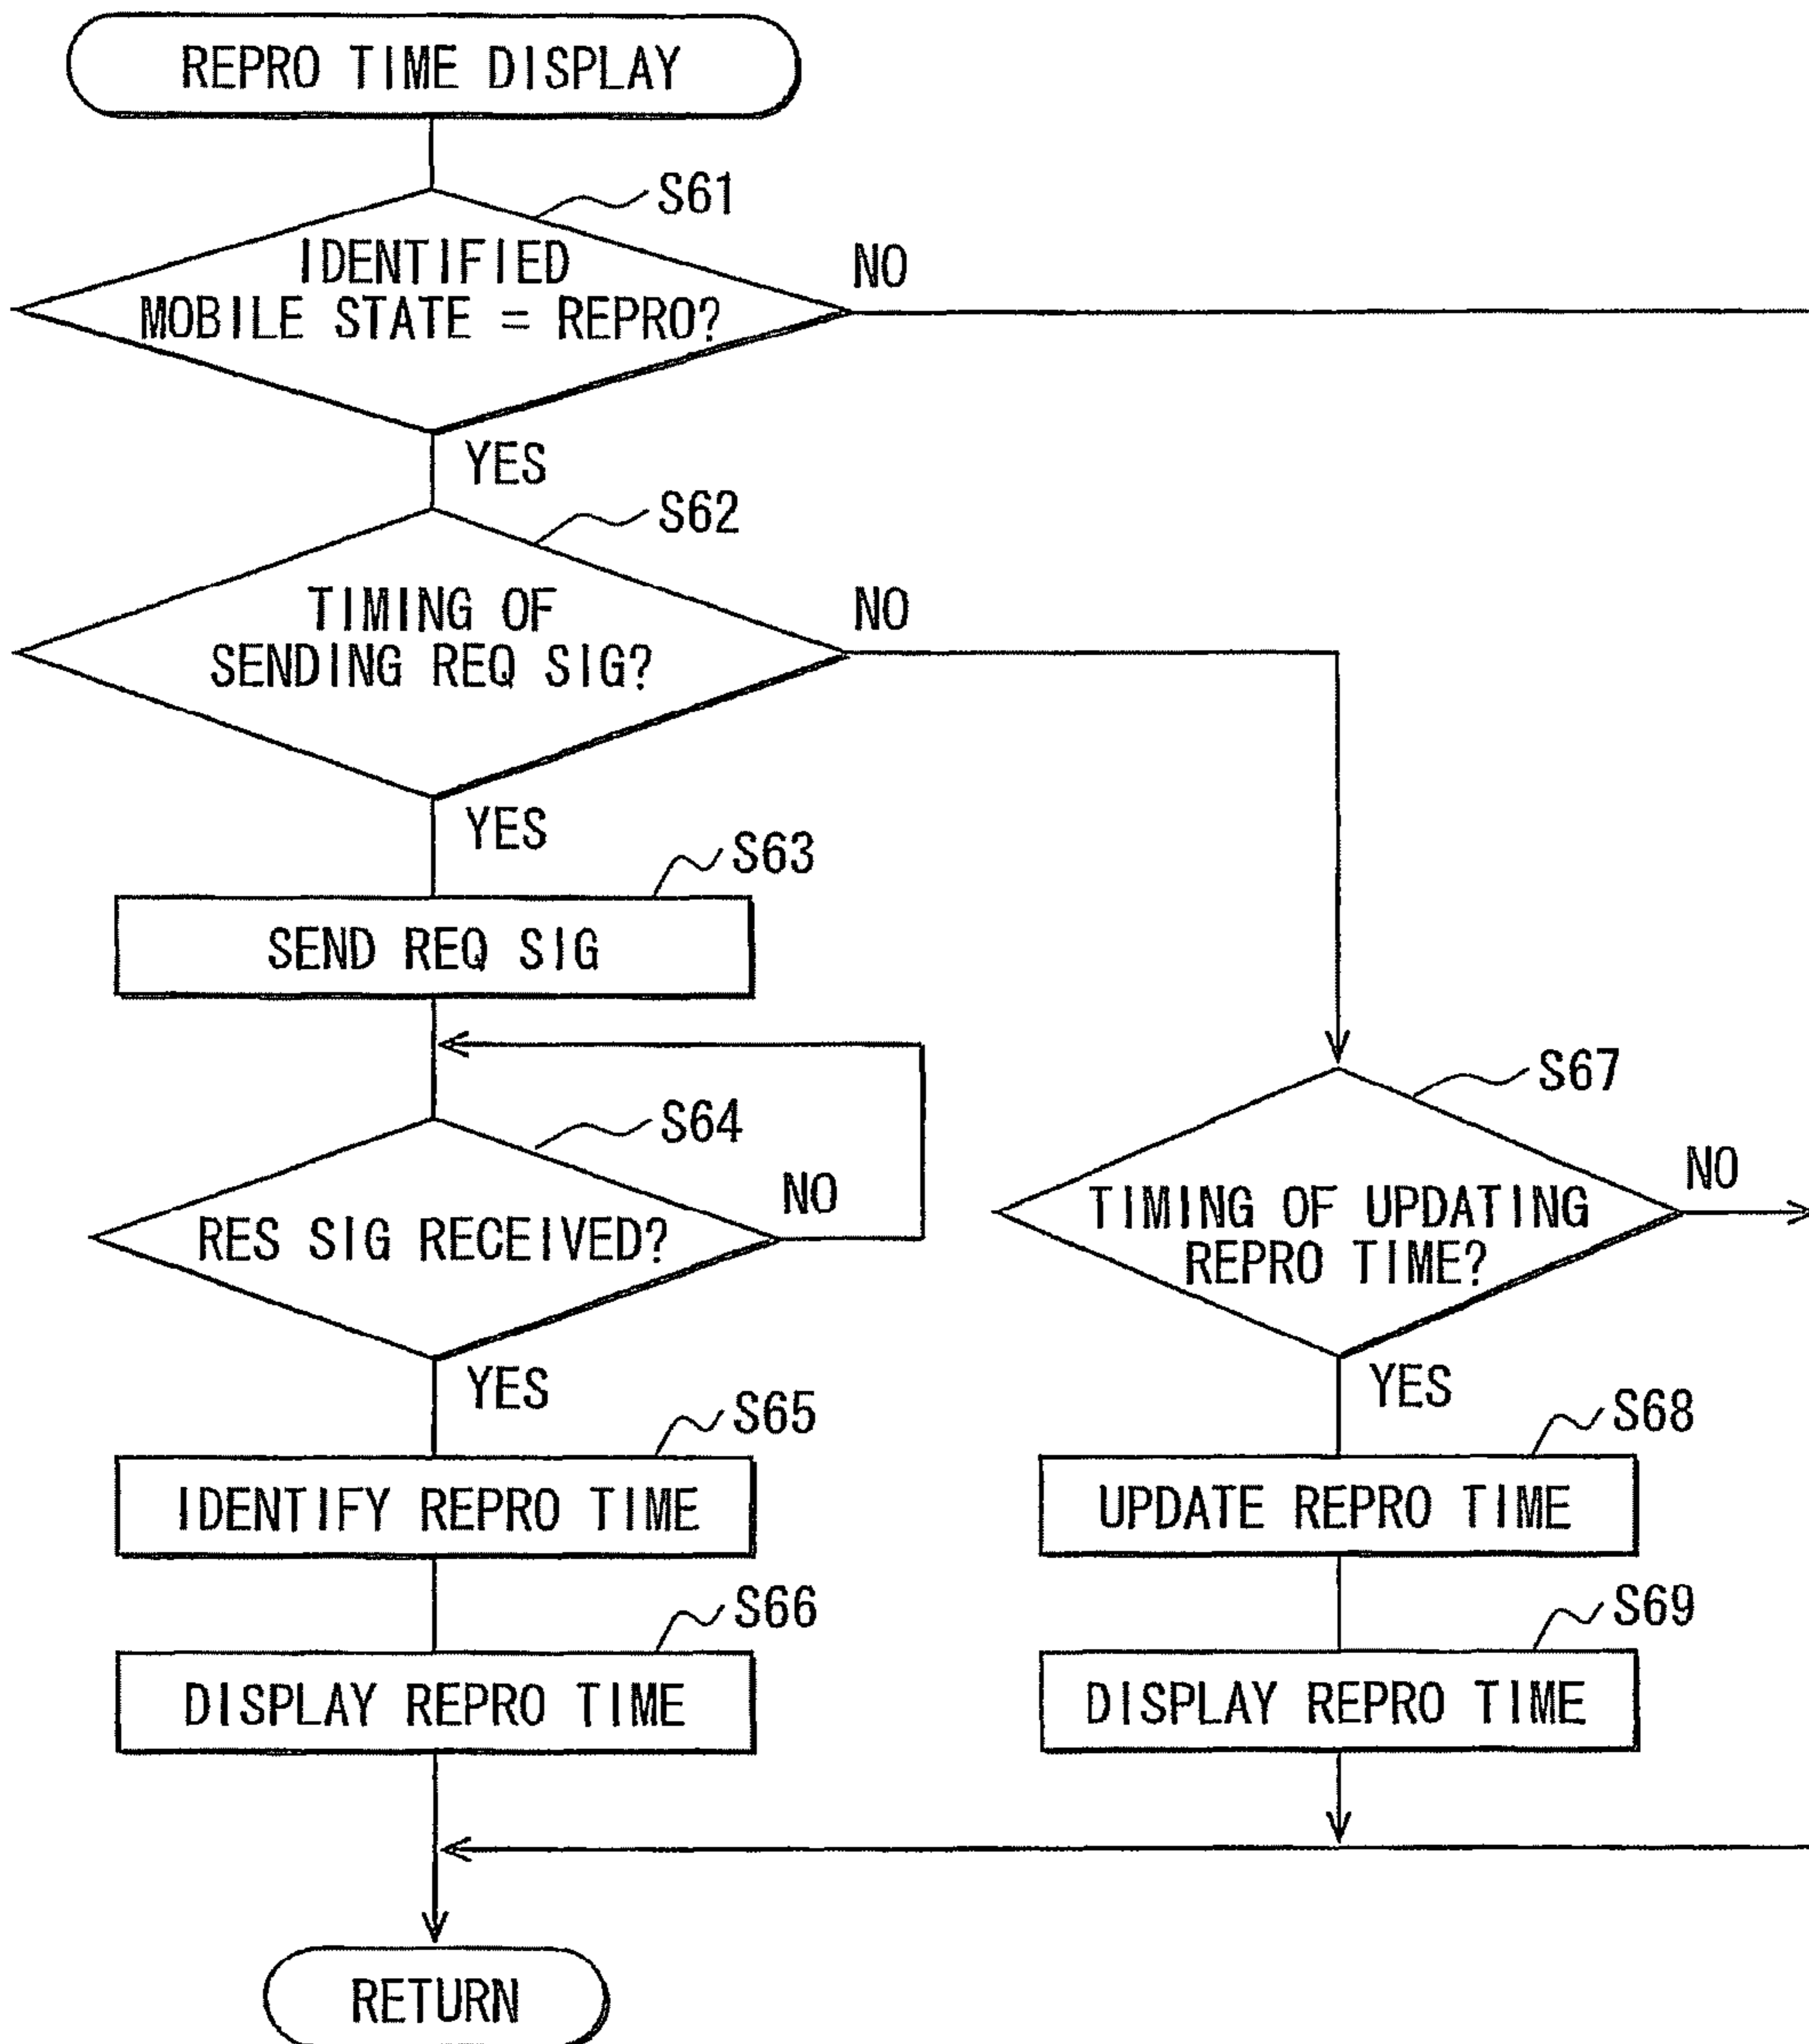 REPRO TIME DISPLAY
S61
IDENTIFIED
MOBILE STATE = REPRO?
NO
YES
S62
TIMING OF
SENDING REQ SIG?
NO
YES
S63
SEND REQ SIG
S64
RES SIG RECEIVED?
NO
YES
S65
IDENTIFY REPRO TIME
S66
DISPLAY REPRO TIME
S67
TIMING OF UPDATING
REPRO TIME?
NO
YES
S68
UPDATE REPRO TIME
S69
DISPLAY REPRO TIME
RETURN